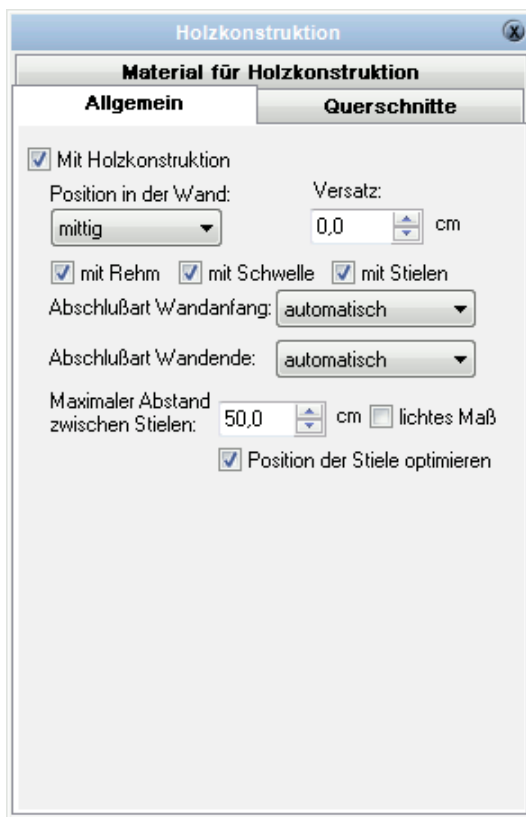 Holzkonstruktion
Material für Holzkonstruktion
Allgemein Querschnitte
Mit Holzkonstruktion
Position in der Wand: Versatz:
mittig 0,0 cm
mit Rehm mit Schwelle mit Stielen
Abschlußart Wandanfang: automatisch
Abschlußart Wandende: automatisch
Maximaler Abstand
zwischen Stielen: 50,0 cm lichtes Maß
Position der Stiele optimieren